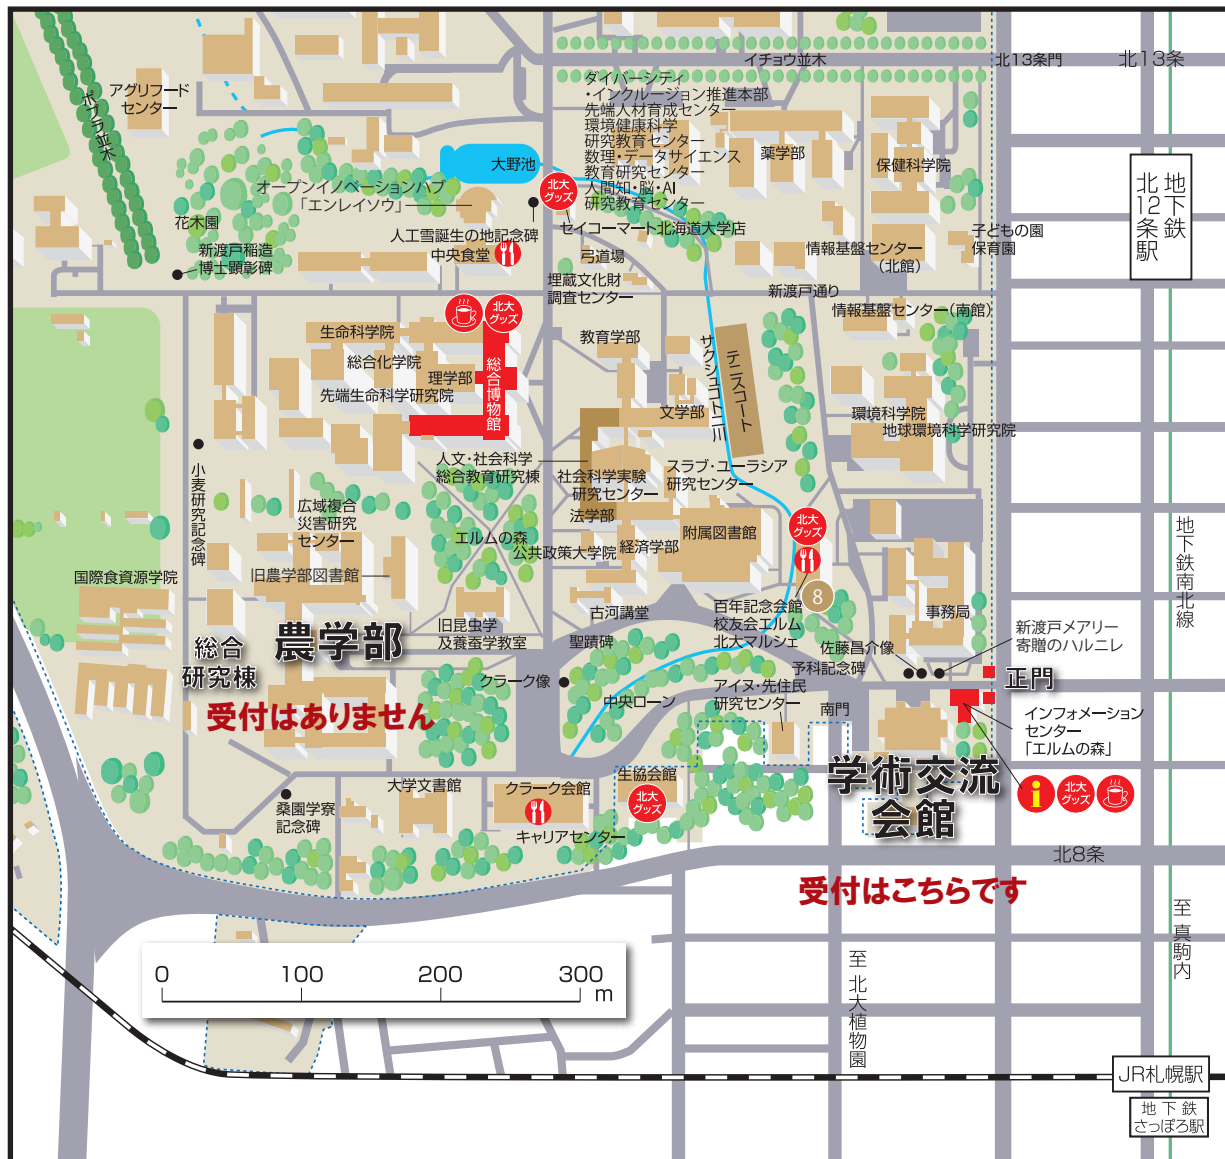 イチョウ並木
北13条門
北13条
ポプラ並木
アグリフード
センター
ダイバーシティ
・インクルージョン推進本部
先端人材育成センター
環境健康科学
研究教育センター
数理・データサイエンス
教育研究センター
人間知・脳・AI
研究教育センター
薬学部
保健科学院
大野池
北大
グッズ
地下鉄
北12条駅
オープンイノベーションハブ
「エンレイソウ」
花木園
セイコーマート北海道大学店
人工雪誕生の地記念碑
中央食堂
新渡戸稲造
博士顕彰碑
弓道場
埋蔵文化財
調査センター
情報基盤センター
(北館)
子どもの園
保育園
新渡戸通り
情報基盤センター(南館)
北大
グッズ
生命科学院
総合化学院
理学部
先端生命科学研究院
総合博物館
教育学部
サクシュコトニ川
テニスコート
文学部
環境科学院
地球環境科学研究院
人文・社会科学
総合教育研究棟
社会科学実験
研究センター
スラブ・ユーラシア
研究センター
小麦研究記念碑
広域複合
災害研究
センター
法学部
附属図書館
北大
グッズ
エルムの森
公共政策大学院
経済学部
地下鉄南北線
国際食資源学院
旧農学部図書館
8
百年記念会館
校友会エルム
北大マルシェ
事務局
古河講堂
旧昆虫学
及養蚕学教室
聖蹟碑
新渡戸メアリー
寄贈のハルニレ
佐藤昌介像
予科記念碑
農学部
総合
研究棟
受付はありません
クラーク像
中央ローン
アイヌ・先住民
研究センター
南門
正門
インフォメーション
センター
「エルムの森」
学術交流
会館
i
北大
グッズ
大学文書館
クラーク会館
生協会館
北大
グッズ
桑園学寮
記念碑
キャリアセンター
北8条
受付はこちらです
至 真駒内
至 北大植物園
0 100 200 300
m
JR札幌駅
地下鉄
さっぽろ駅